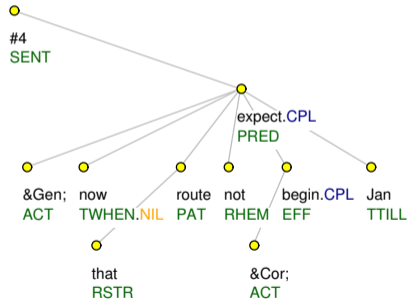 #4
SENT
expect.CPL
PRED
&Gen; now route not begin.CPL Jan
ACT TWHEN.NIL PAT RHEM EFF TTILL
that &Cor;
RSTR ACT